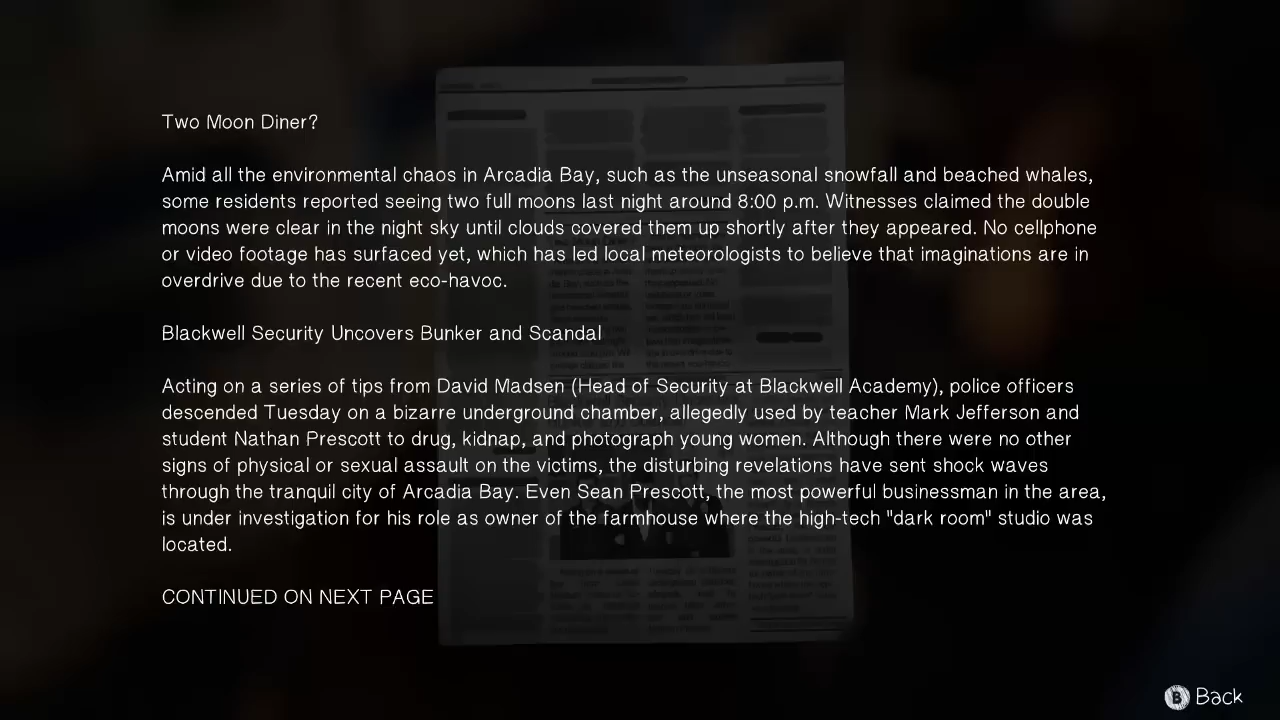 Two Moon Diner?
Amid all the environmental chaos in Arcadia Bay, such as the unseasonal snowfall and beached whales,
some residents reported seeing two full moons last night around 8:00 p.m. Witnesses claimed the double
moons were clear in the night sky until clouds covered them up shortly after they appeared. No cellphone
or video footage has surfaced yet, which has led local meteorologists to believe that imaginations are in
overdrive due to the recent eco-havoc.
Blackwell Security Uncovers Bunker and Scandal
Acting on a series of tips from David Madsen (Head of Security at Blackwell Academy), police officers
descended Tuesday on a bizarre underground chamber, allegedly used by teacher Mark Jefferson and
student Nathan Prescott to drug, kidnap, and photograph young women. Although there were no other
signs of physical or sexual assault on the victims, the disturbing revelations have sent shock waves
through the tranquil city of Arcadia Bay. Even Sean Prescott, the most powerful businessman in the area,
is under investigation for his role as owner of the farmhouse where the high-tech "dark room" studio was
located.
CONTINUED ON NEXT PAGE
B Back